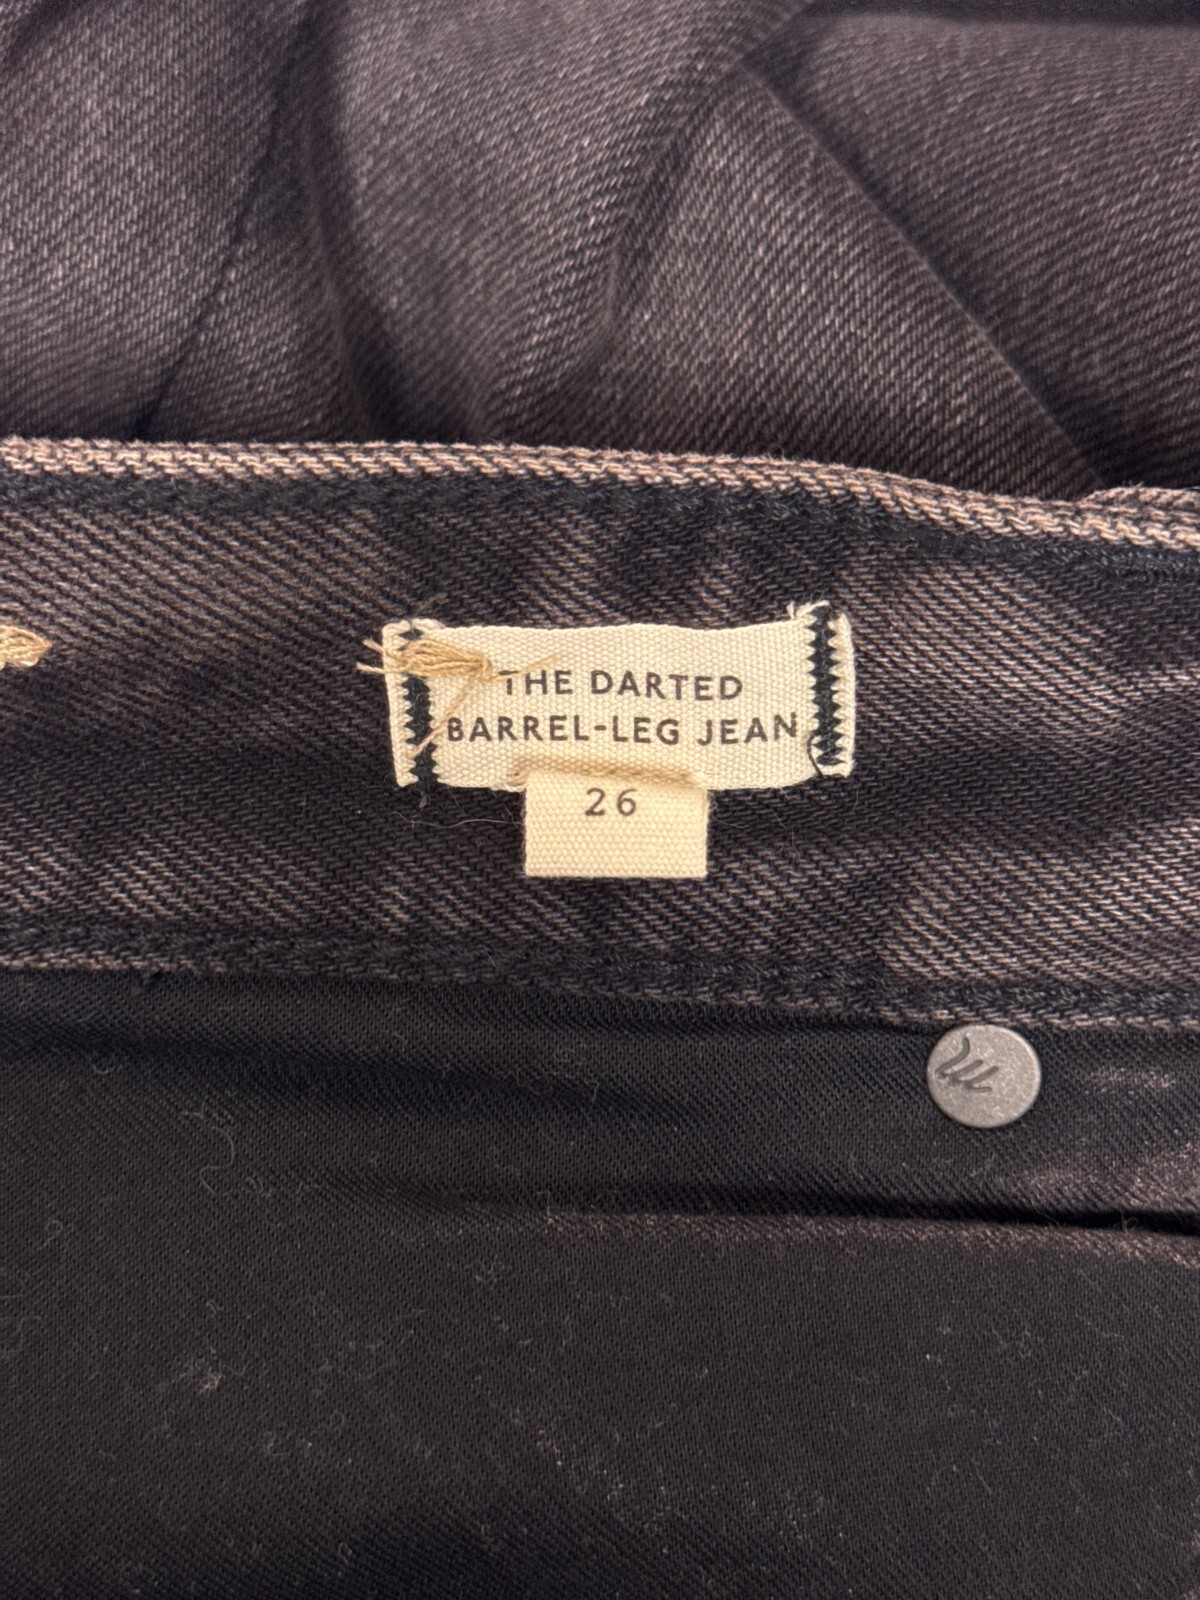 THE DARTED
BARREL-LEG JEAN
26
m